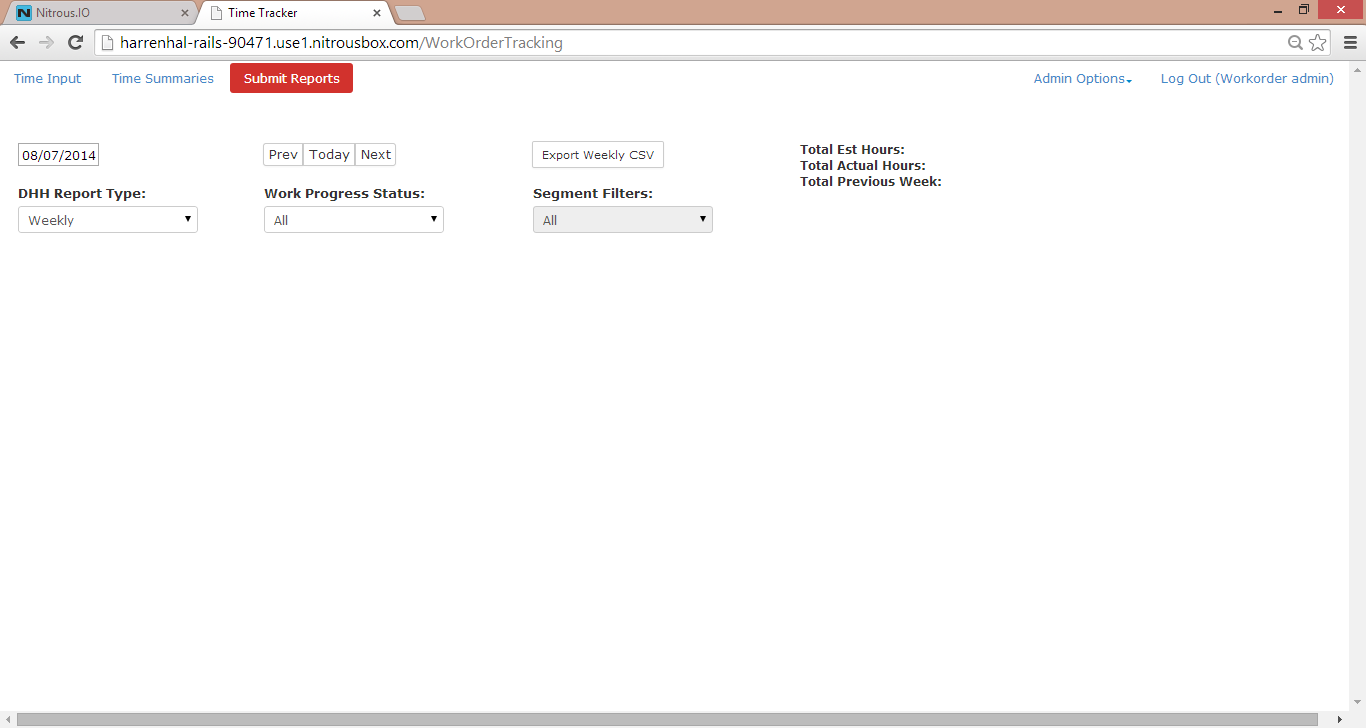 Nitrous.IO
Time Tracker
harrenhal-rails-90471.use1.nitrousbox.com/WorkOrderTracking
Time Input Time Summaries Submit Reports Admin Options Log Out (Workorder admin)
08/07/2014 Prev Today Next Export Weekly CSV
Total Est Hours:
Total Actual Hours:
Total Previous Week:
DHH Report Type: Work Progress Status: Segment Filters:
Weekly All All